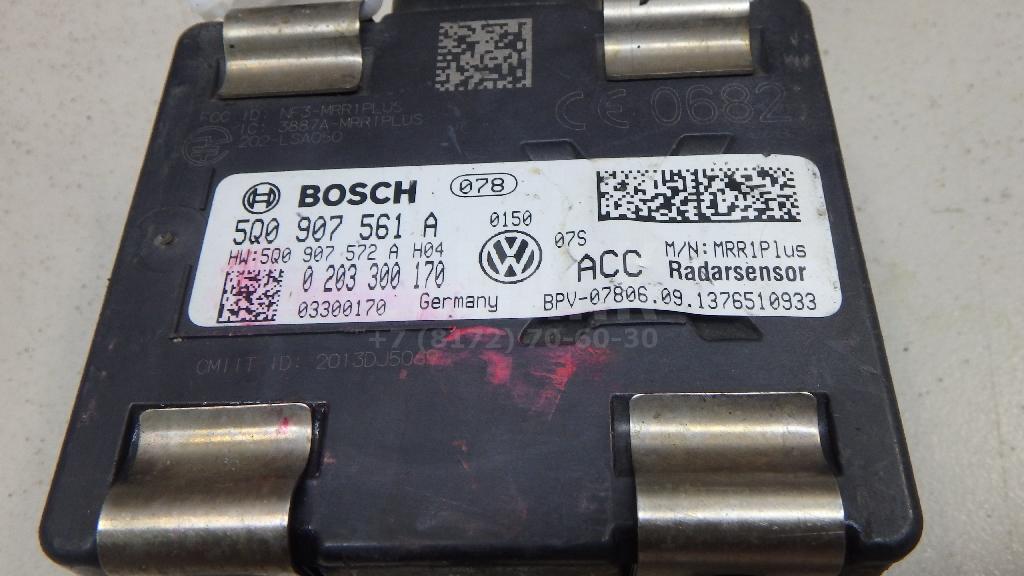 FCC ID: NF3-MRR1PLUS
IC: 3887A-MRR1PLUS
202-LSA090
CE 0682
BOSCH 078
5Q0 907 561 A 0150
HW:5Q0 907 572 A H04
07S
0 203 300 170
03300170 Germany
ACC
M/N:MRR1Plus
Radarsensor
BPV-07806.09.1376510933
+7 (8172) 70-60-30
CMIIT ID: